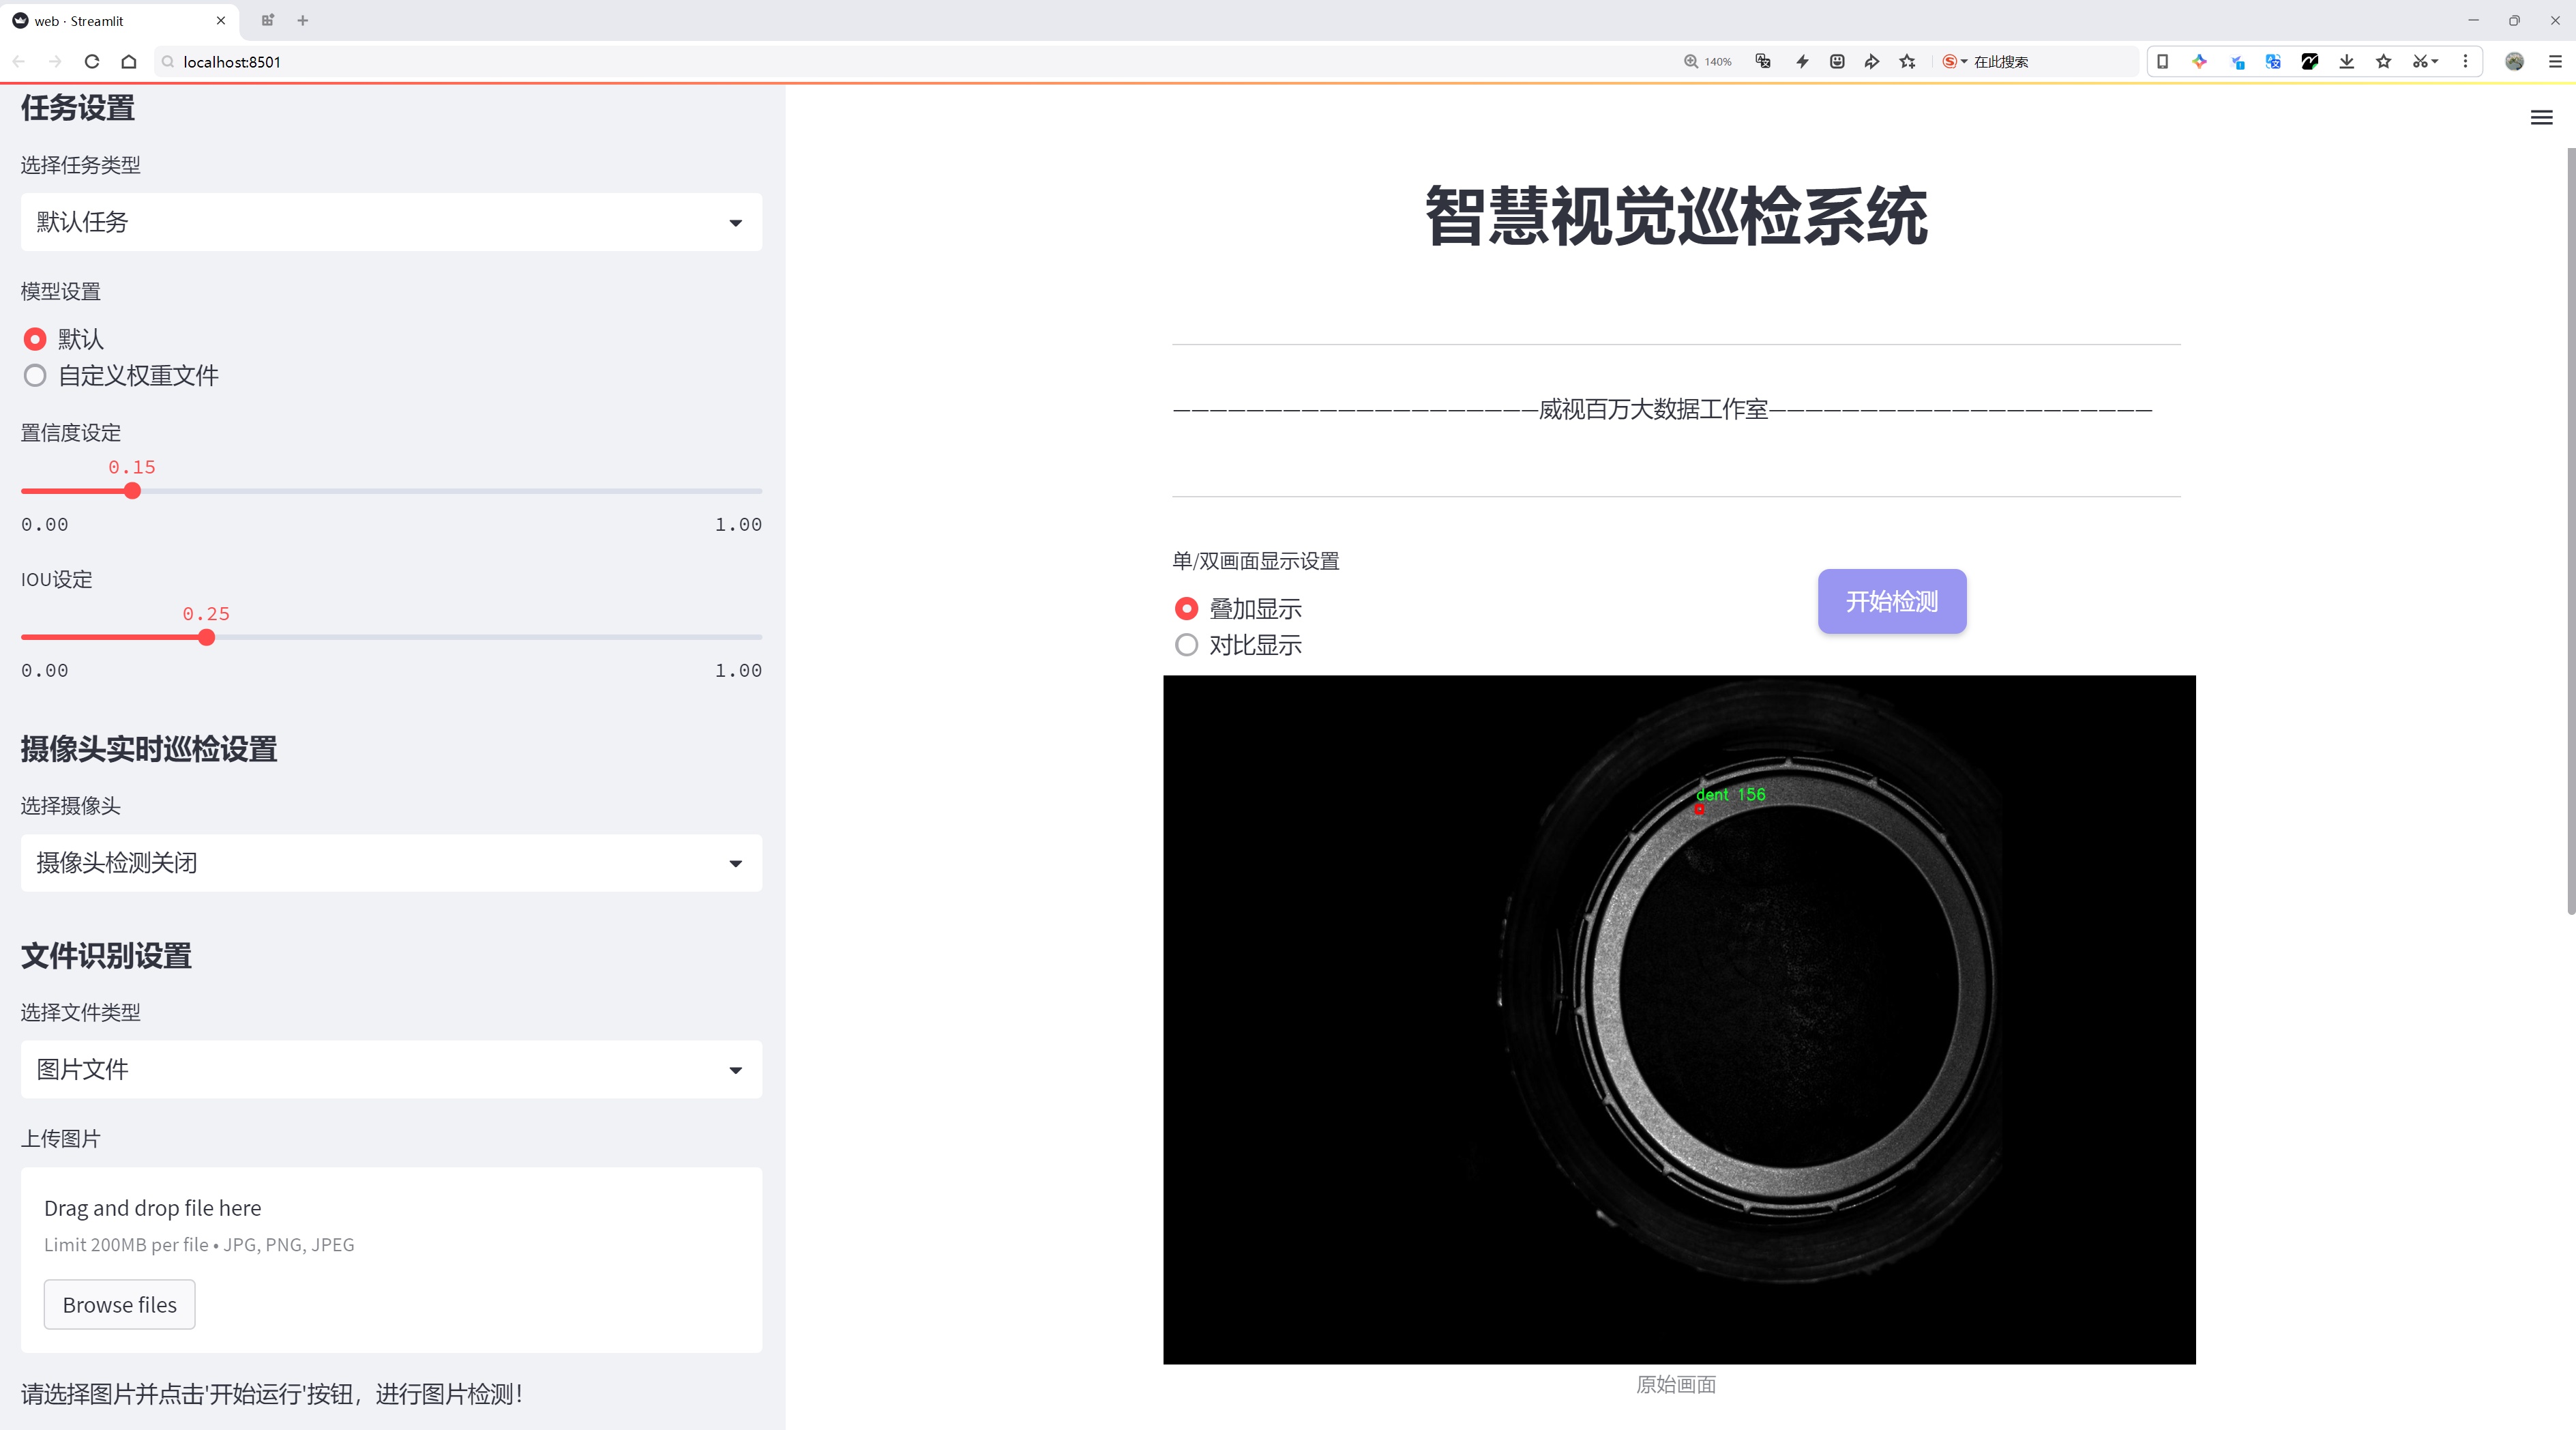 web · Streamlit
localhost:8501
140%
在此搜索
任务设置
选择任务类型
默认任务
模型设置
默认
自定义权重文件
置信度设定
0.15
0.00
1.00
IOU设定
0.25
0.00
1.00
摄像头实时巡检设置
选择摄像头
摄像头检测关闭
文件识别设置
选择文件类型
图片文件
上传图片
Drag and drop file here
Limit 200MB per file • JPG, PNG, JPEG
Browse files
请选择图片并点击'开始运行'按钮，进行图片检测！
智慧视觉巡检系统
————————————————————威视百万大数据工作室—————————————————————
单/双画面显示设置
叠加显示
对比显示
开始检测
dent 156
原始画面